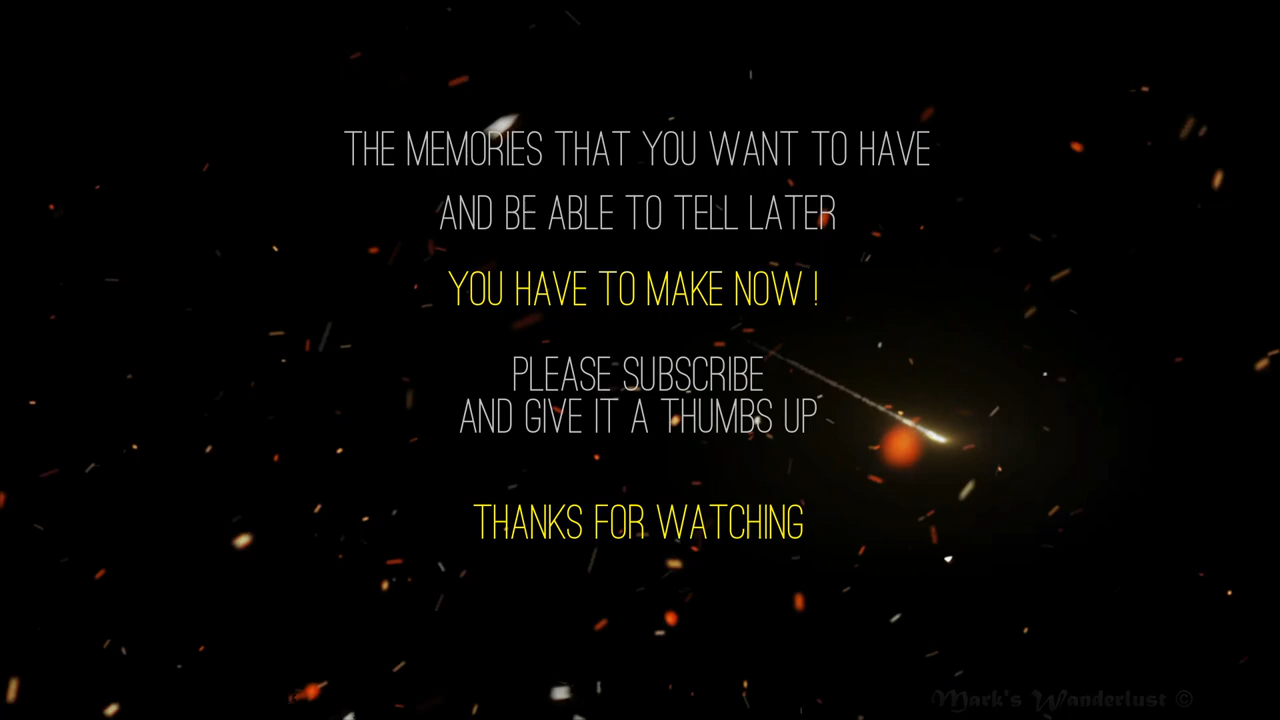 THE MEMORIES THAT YOU WANT TO HAVE
AND BE ABLE TO TELL LATER
YOU HAVE TO MAKE NOW !
PLEASE SUBSCRIBE
AND GIVE IT A THUMBS UP
THANKS FOR WATCHING
Mark's Wanderlust ©